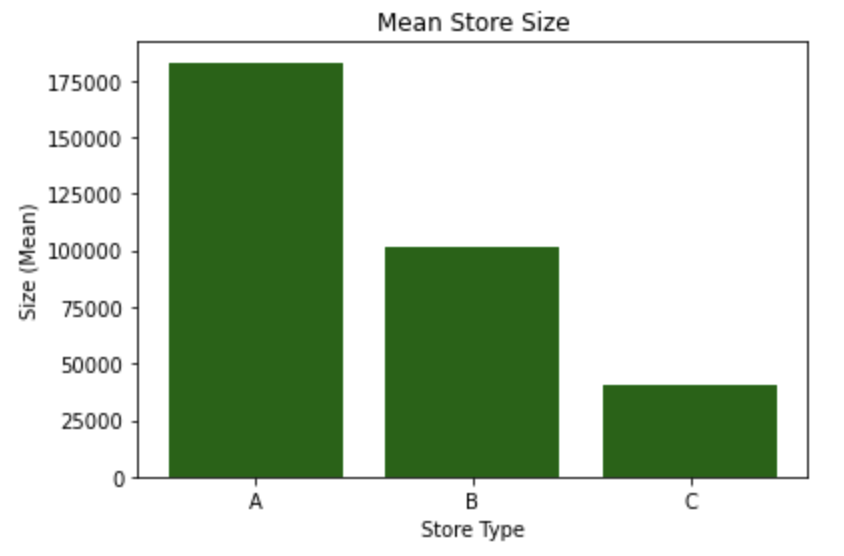 Mean Store Size
175000
150000
125000
100000
75000
50000
25000
0
Size (Mean)
A B C
Store Type